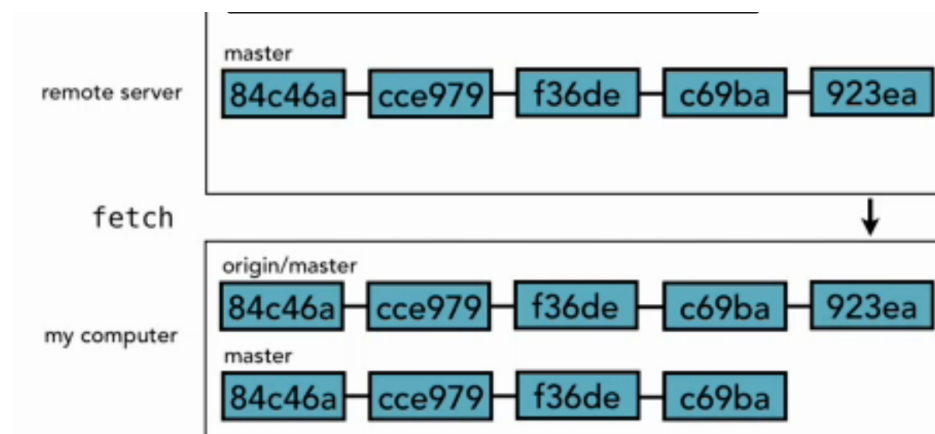 master
remote server
84c46a cce979 f36de c69ba 923ea
fetch
origin/master
84c46a cce979 f36de c69ba 923ea
my computer
master
84c46a cce979 f36de c69ba